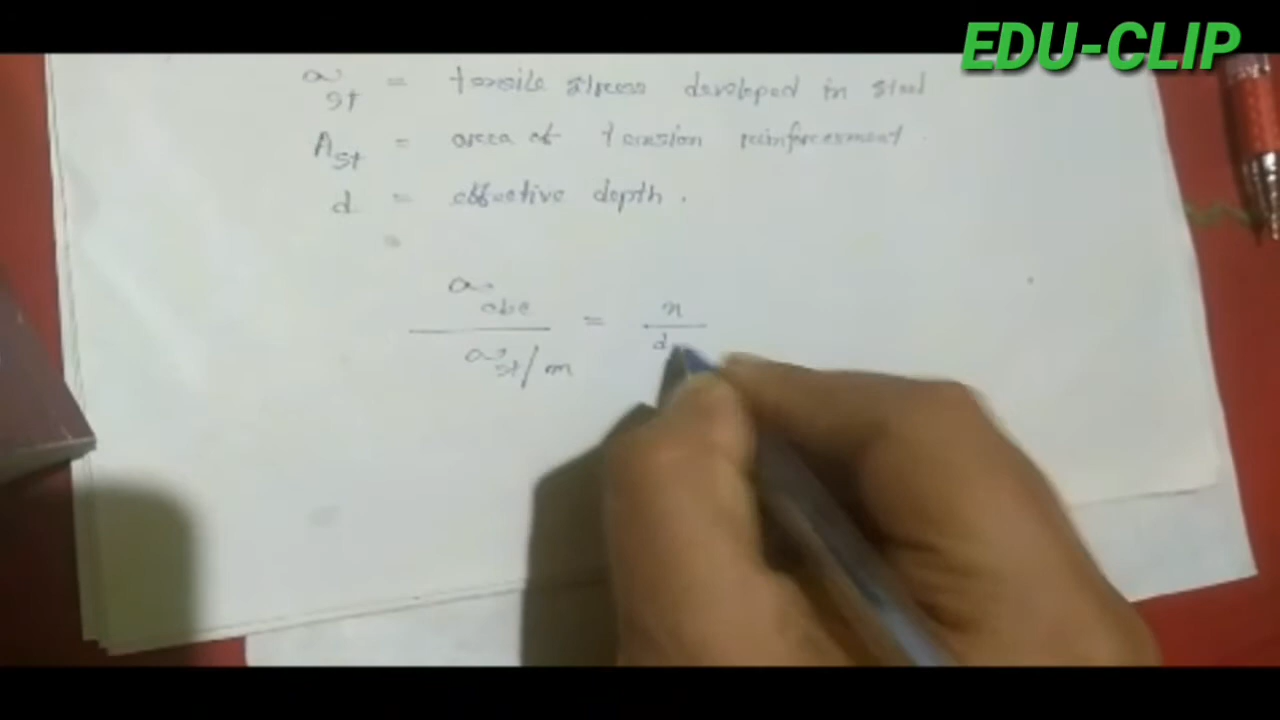 EDU-CLIP
σst = tensile stress developed in steel
Ast = area of tension reinforcement.
d = effective depth.
=
σcbc / σst/m = n / d